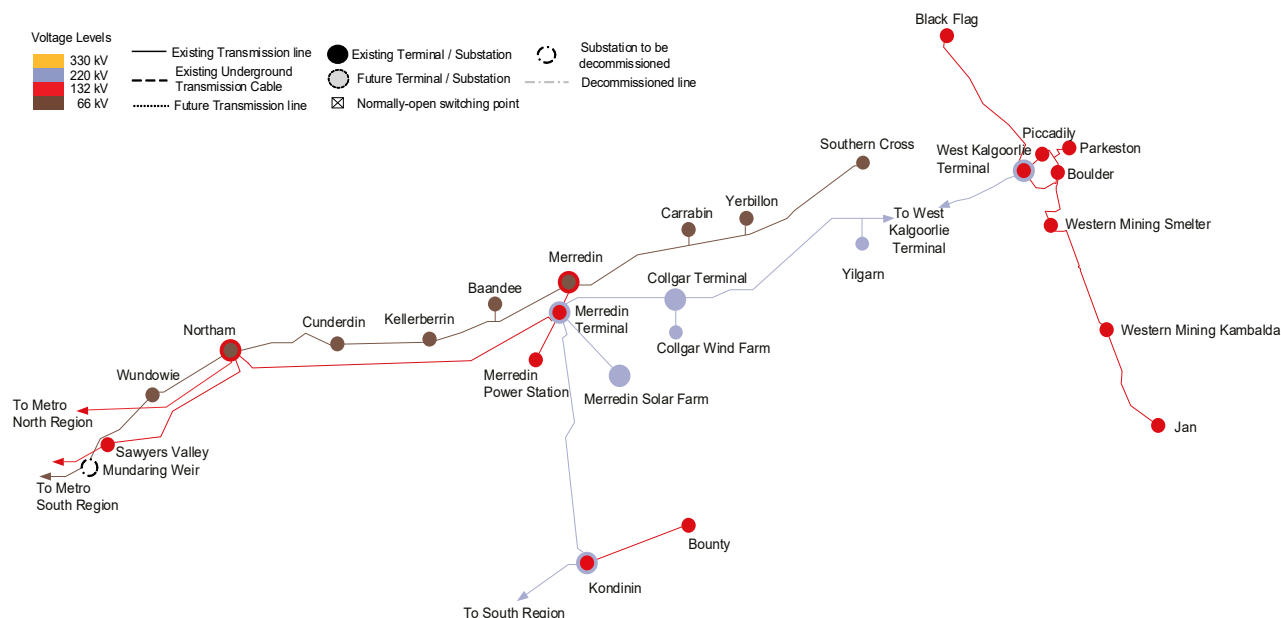 Voltage Levels
330 kV
220 kV
132 kV
66 kV
Existing Transmission line
Existing Underground
Transmission Cable
Future Transmission line
Existing Terminal / Substation
Future Terminal / Substation
Normally-open switching point
Substation to be
decommissioned
Decommissioned line
Black Flag
Piccadily
West Kalgoorlie
Terminal
Parkeston
Boulder
Southern Cross
Yerbillon
Carrabin
To West
Kalgoorlie
Terminal
Western Mining Smelter
Yilgarn
Merredin
Collgar Terminal
Baandee
Merredin
Terminal
Kellerberrin
Cunderdin
Northam
Collgar Wind Farm
Western Mining Kambalda
Merredin
Power Station
Merredin Solar Farm
Wundowie
To Metro
North Region
Jan
Sawyers Valley
Mundaring Weir
To Metro
South Region
Bounty
Kondinin
To South Region